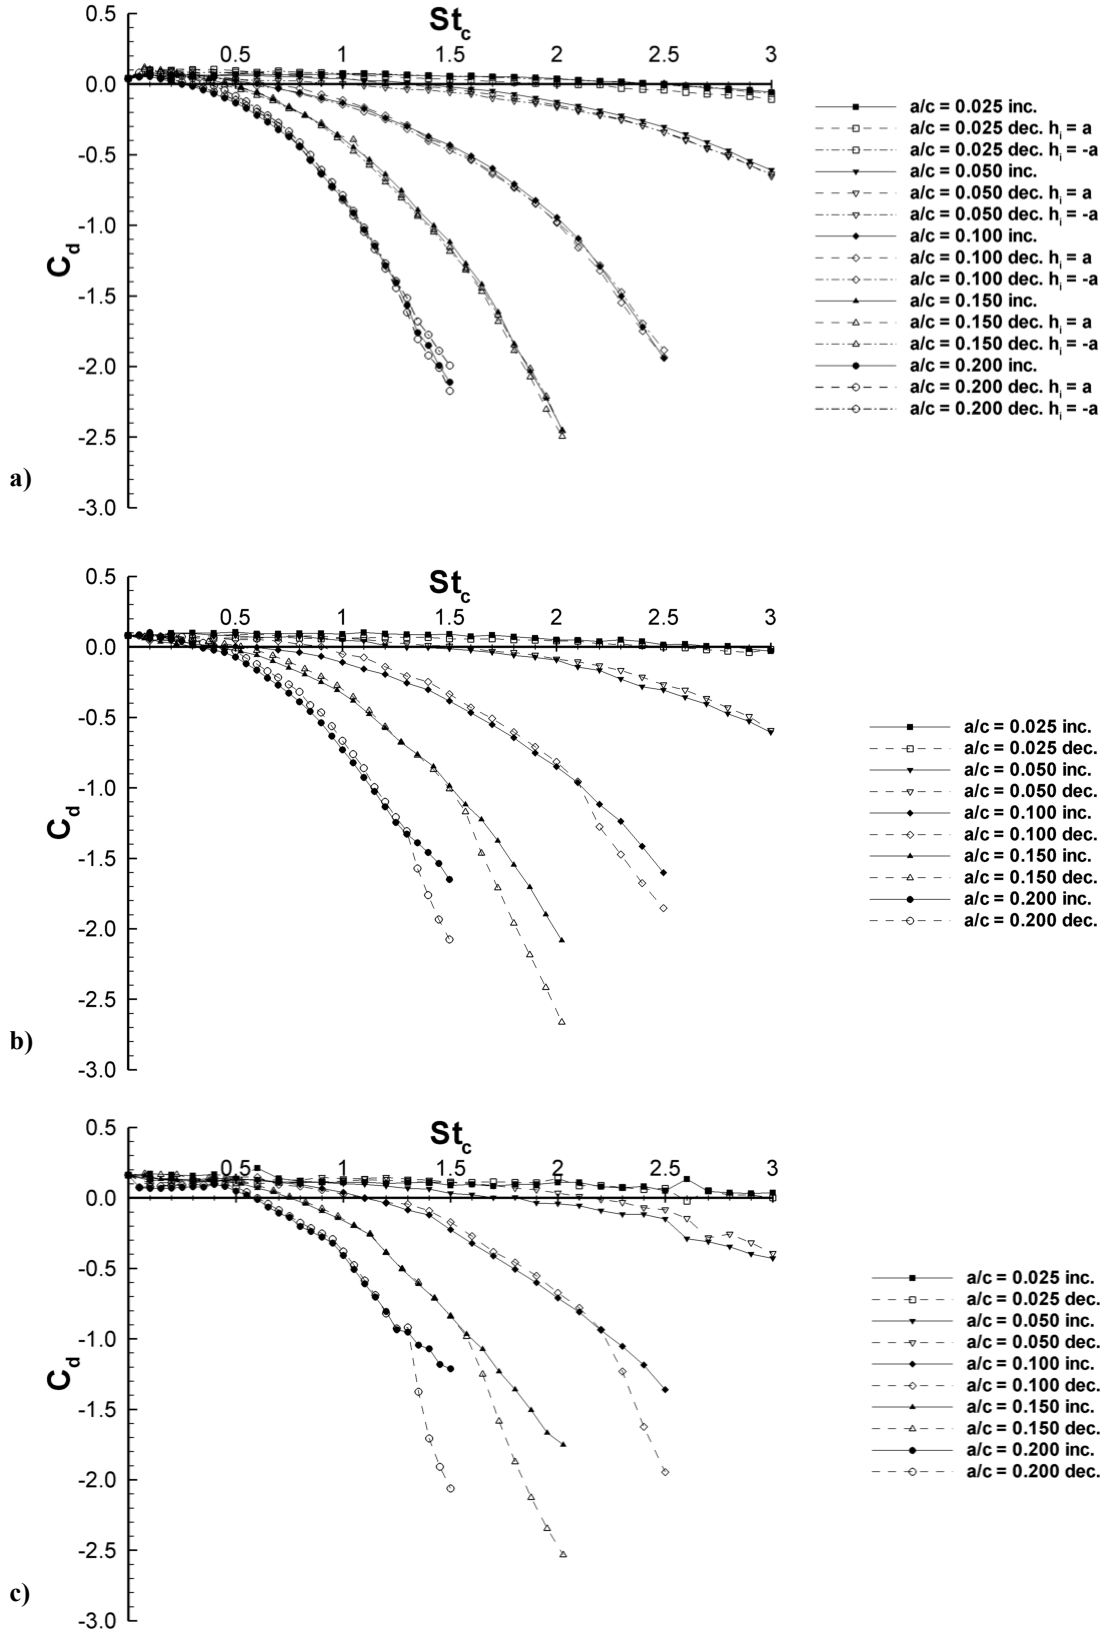 a)
St_c
0.5
0.5 1 1.5 2 2.5 3
0.0
-0.5
-1.0
C_d
-1.5
-2.0
-2.5
-3.0
a/c = 0.025 inc.
a/c = 0.025 dec. h_i = a
a/c = 0.025 dec. h_i = -a
a/c = 0.050 inc.
a/c = 0.050 dec. h_i = a
a/c = 0.050 dec. h_i = -a
a/c = 0.100 inc.
a/c = 0.100 dec. h_i = a
a/c = 0.100 dec. h_i = -a
a/c = 0.150 inc.
a/c = 0.150 dec. h_i = a
a/c = 0.150 dec. h_i = -a
a/c = 0.200 inc.
a/c = 0.200 dec. h_i = a
a/c = 0.200 dec. h_i = -a
b)
St_c
0.5
0.5 1 1.5 2 2.5 3
0.0
-0.5
-1.0
C_d
-1.5
-2.0
-2.5
-3.0
a/c = 0.025 inc.
a/c = 0.025 dec.
a/c = 0.050 inc.
a/c = 0.050 dec.
a/c = 0.100 inc.
a/c = 0.100 dec.
a/c = 0.150 inc.
a/c = 0.150 dec.
a/c = 0.200 inc.
a/c = 0.200 dec.
c)
St_c
0.5
0.5 1 1.5 2 2.5 3
0.0
-0.5
-1.0
C_d
-1.5
-2.0
-2.5
-3.0
a/c = 0.025 inc.
a/c = 0.025 dec.
a/c = 0.050 inc.
a/c = 0.050 dec.
a/c = 0.100 inc.
a/c = 0.100 dec.
a/c = 0.150 inc.
a/c = 0.150 dec.
a/c = 0.200 inc.
a/c = 0.200 dec.